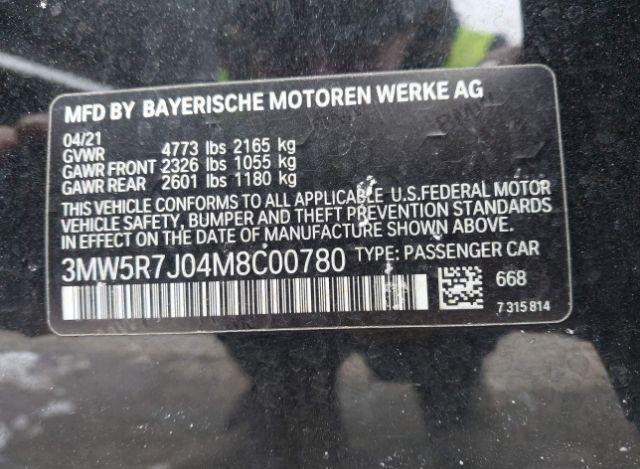 MFD BY BAYERISCHE MOTOREN WERKE AG
04/21
GVWR 4773 lbs 2165 kg
GAWR FRONT 2326 lbs 1055 kg
GAWR REAR 2601 lbs 1180 kg
THIS VEHICLE CONFORMS TO ALL APPLICABLE U.S.FEDERAL MOTOR
VEHICLE SAFETY, BUMPER AND THEFT PREVENTION STANDARDS
IN EFFECT ON THE DATE OF MANUFACTURE SHOWN ABOVE.
3MW5R7J04M8C00780 TYPE: PASSENGER CAR
668
7 315 814